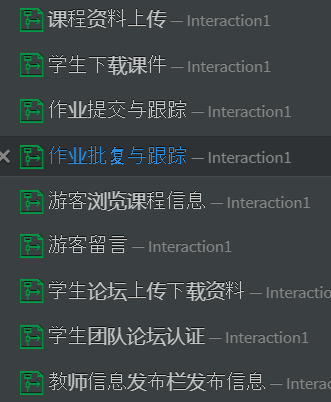 课程资料上传 — Interaction1
学生下载课件 — Interaction1
作业提交与跟踪 — Interaction1
作业批复与跟踪 — Interaction1
游客浏览课程信息 — Interaction1
游客留言 — Interaction1
学生论坛上传下载资料 — Interactio
学生团队论坛认证 — Interaction1
教师信息发布栏发布信息 — Interact